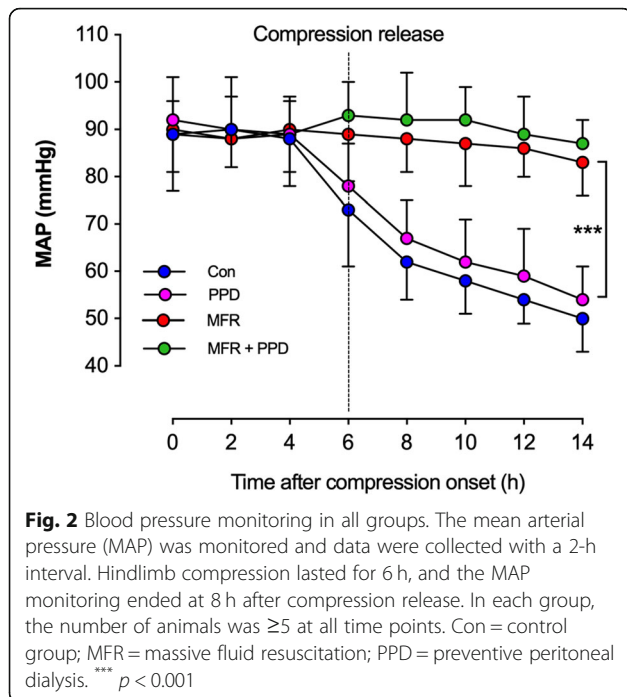 Compression release
110
100
90
80
70
60
50
40
MAP (mmHg)
Con
PPD
MFR
MFR + PPD
***
0 2 4 6 8 10 12 14
Time after compression onset (h)
Fig. 2 Blood pressure monitoring in all groups. The mean arterial
pressure (MAP) was monitored and data were collected with a 2-h
interval. Hindlimb compression lasted for 6 h, and the MAP
monitoring ended at 8 h after compression release. In each group,
the number of animals was ≥5 at all time points. Con = control
group; MFR = massive fluid resuscitation; PPD = preventive peritoneal
dialysis. *** p < 0.001